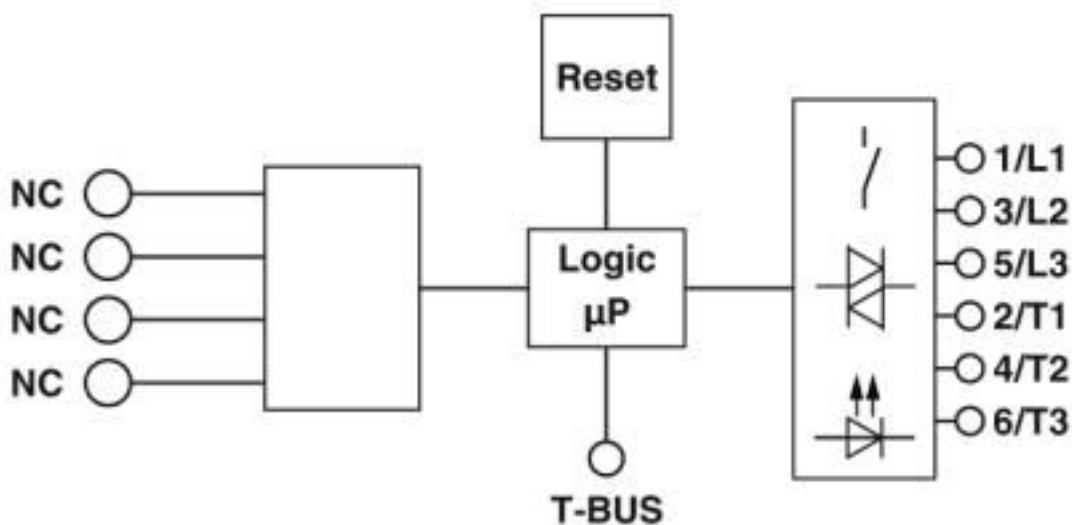 Reset
NC
NC
NC
NC
Logic
µP
1/L1
3/L2
5/L3
2/T1
4/T2
6/T3
T-BUS